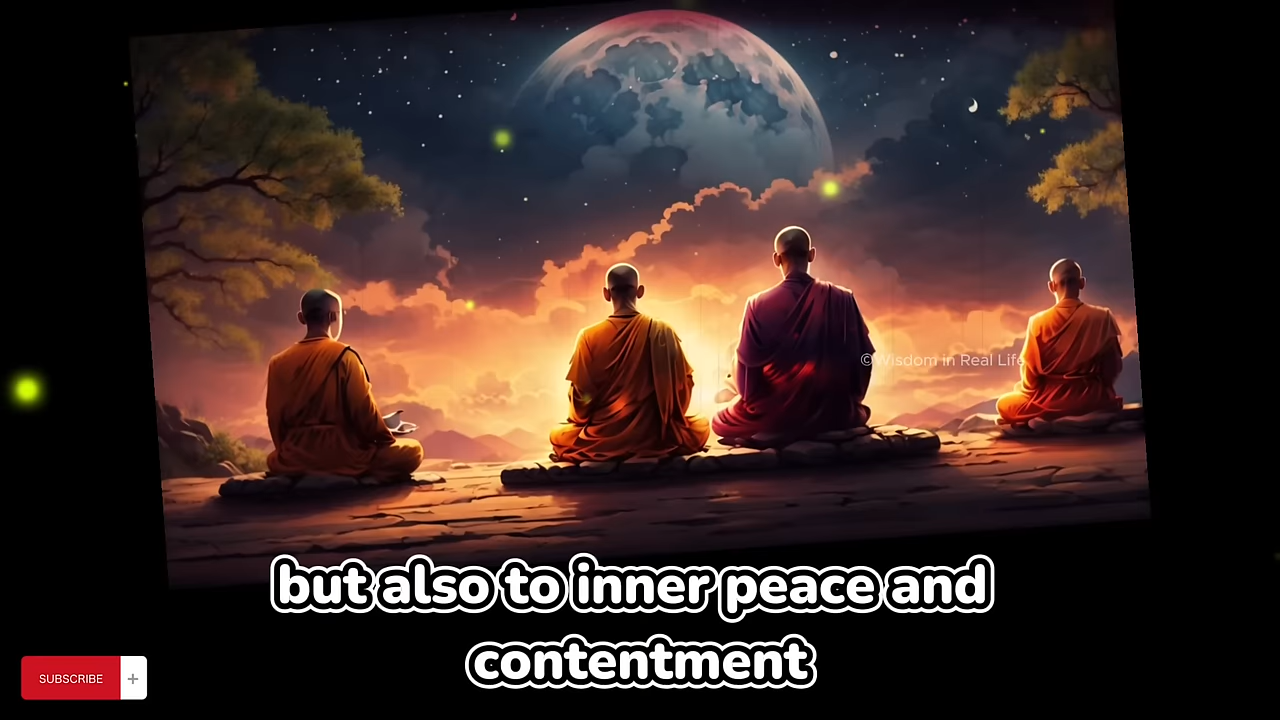 ©Wisdom in Real Life
but also to inner peace and
contentment
SUBSCRIBE +